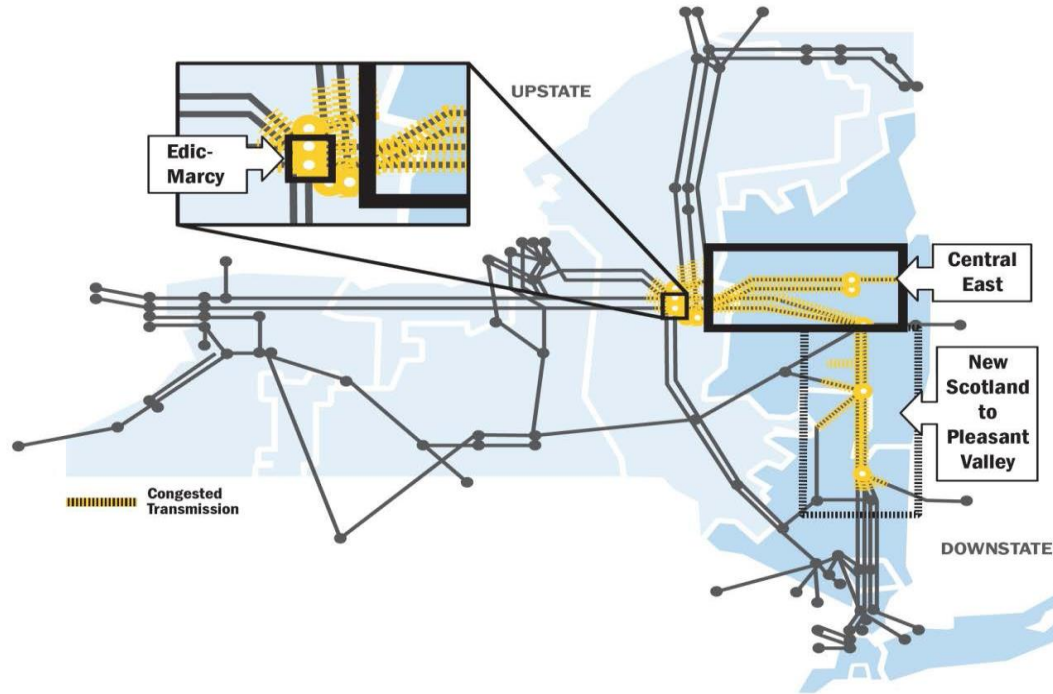 UPSTATE
Edic-
Marcy
Central
East
New
Scotland
to
Pleasant
Valley
Congested
Transmission
DOWNSTATE